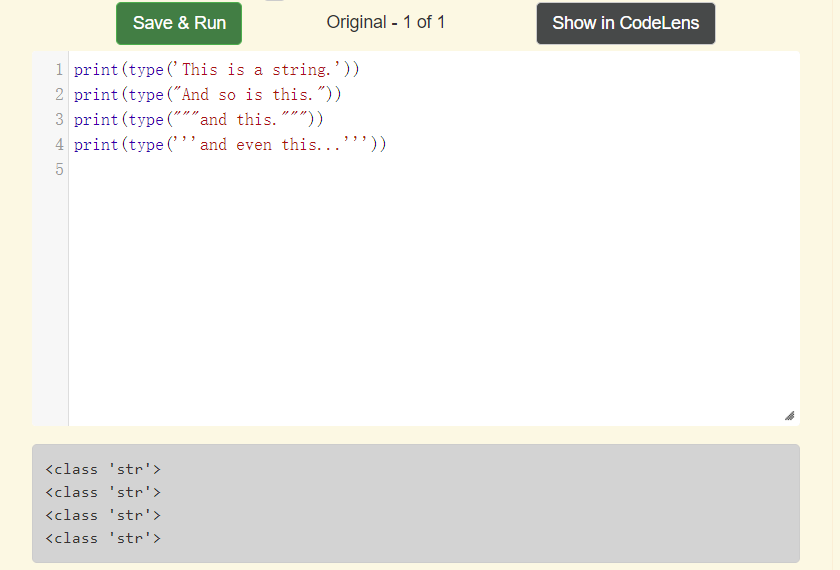 Save & Run
Original - 1 of 1
Show in CodeLens
1 print(type('This is a string.'))
2 print(type("And so is this."))
3 print(type("""and this."""))
4 print(type('''and even this...'''))
5
<class 'str'>
<class 'str'>
<class 'str'>
<class 'str'>